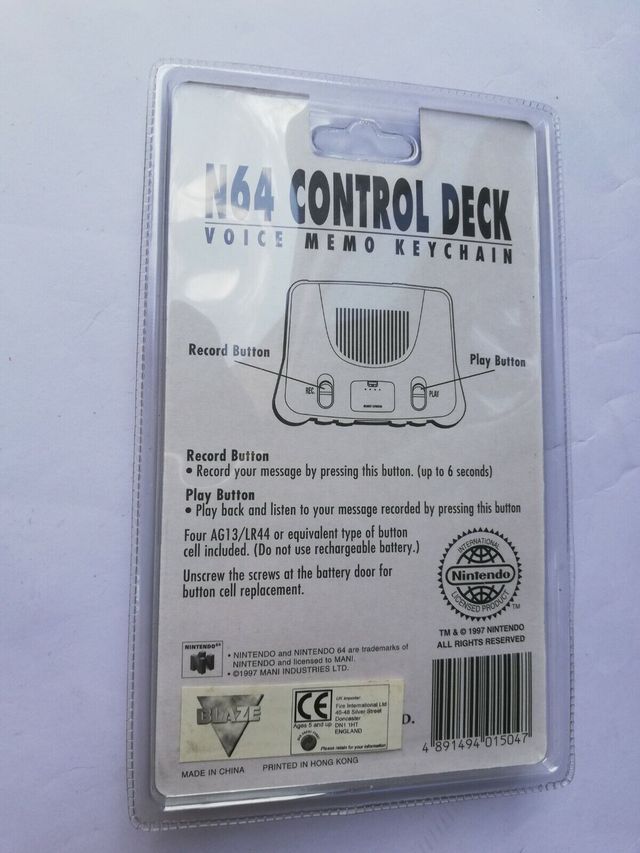 N64 CONTROL DECK
VOICE MEMO KEYCHAIN
Record Button
Play Button
REC.
PLAY
Record Button
• Record your message by pressing this button. (up to 6 seconds)
Play Button
• Play back and listen to your message recorded by pressing this button
Four AG13/LR44 or equivalent type of button
cell included. (Do not use rechargeable battery.)
Unscrew the screws at the battery door for
button cell replacement.
INTERNATIONAL
Nintendo
LICENSED PRODUCT
TM
TM & © 1997 NINTENDO
ALL RIGHTS RESERVED
NINTENDO 64
• NINTENDO and NINTENDO 64 are trademarks of
NINTENDO and licensed to MANI.
• ©1997 MANI INDUSTRIES LTD.
BLAZE
CE
Ages 5 and up
UK Importer
Fire International Ltd
46-48 Silver Street
Doncaster
DN1 1HT
ENGLAND
Please retain for your information
D.
4 891494 015047
MADE IN CHINA
PRINTED IN HONG KONG